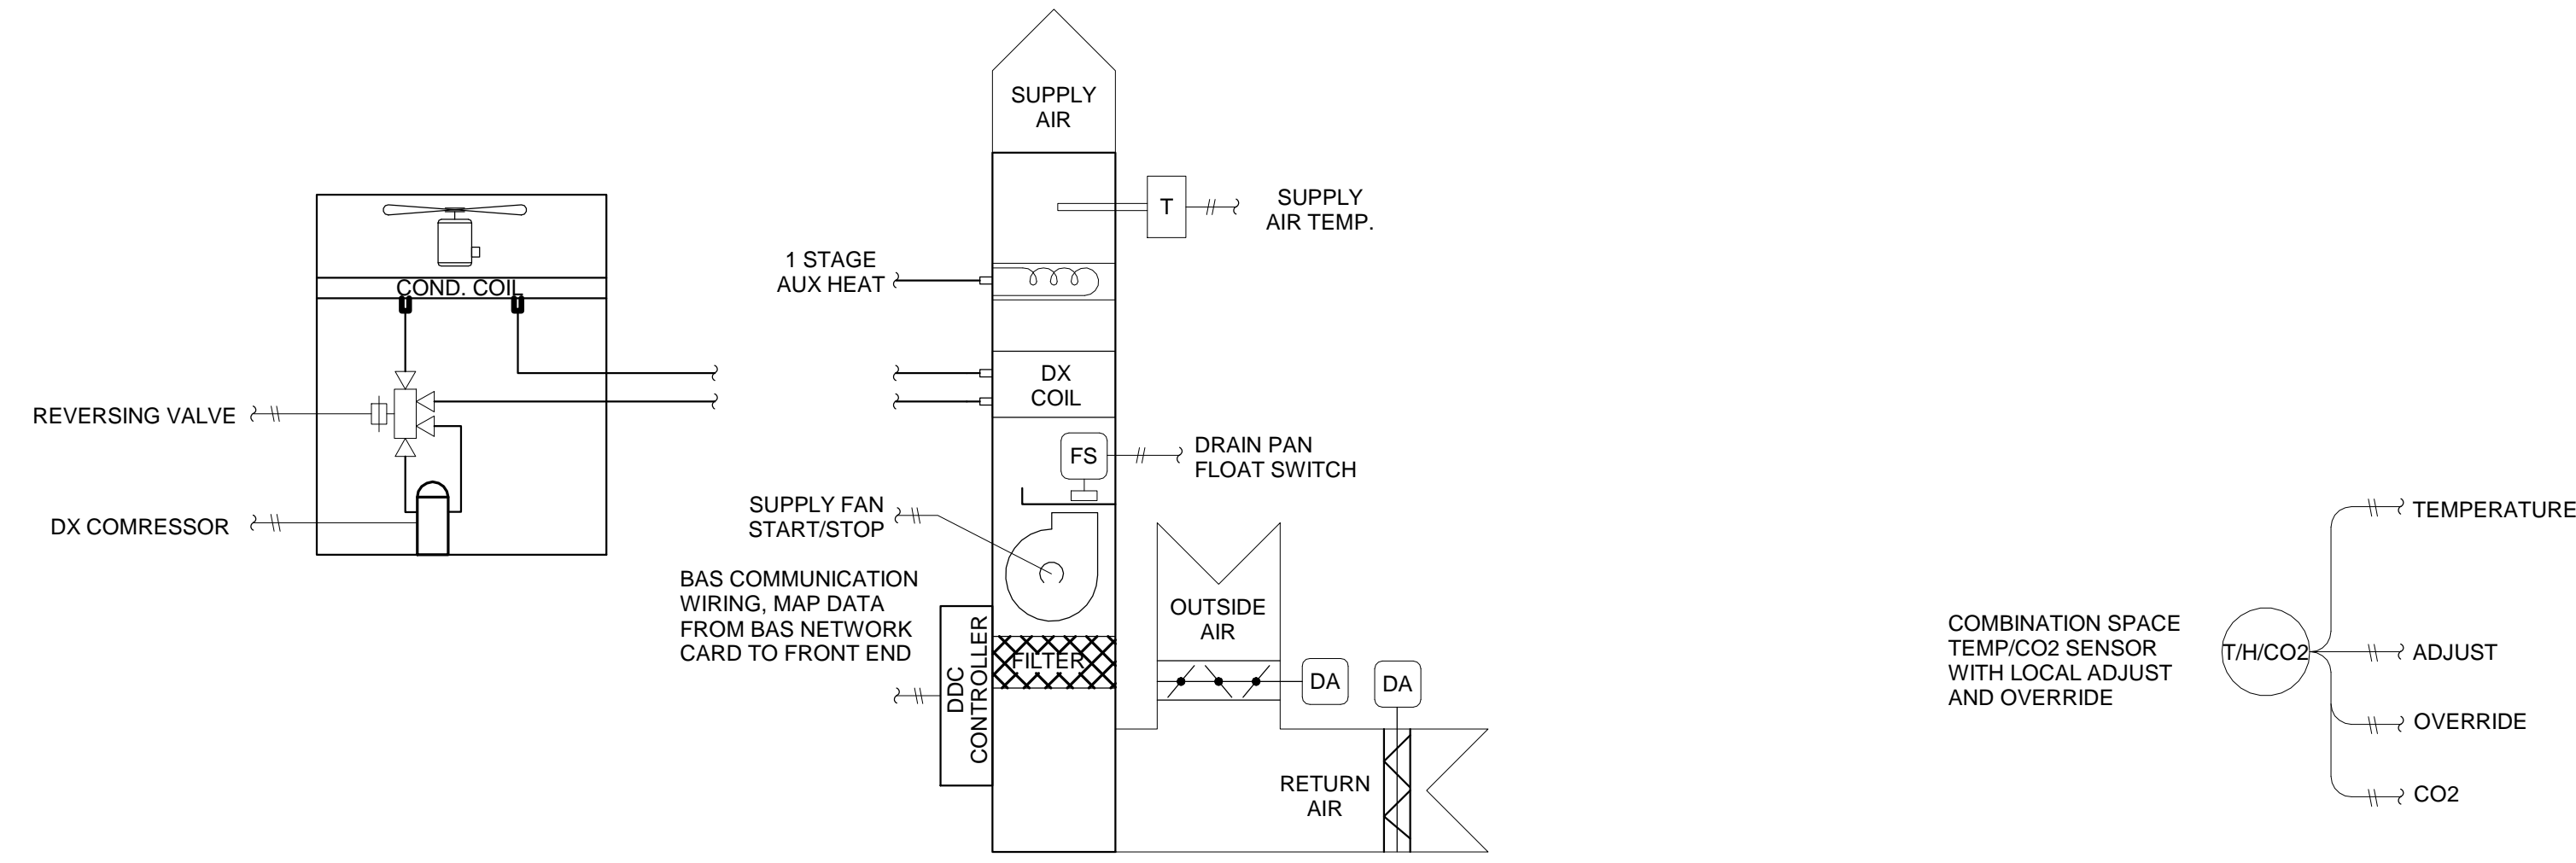 SUPPLY
AIR
SUPPLY
AIR TEMP.
T
1 STAGE
AUX HEAT
COND. COIL
DX
COIL
REVERSING VALVE
FS
DRAIN PAN
FLOAT SWITCH
SUPPLY FAN
START/STOP
DX COMRESSOR
BAS COMMUNICATION
WIRING, MAP DATA
FROM BAS NETWORK
CARD TO FRONT END
DDC
CONTROLLER
FILTER
OUTSIDE
AIR
DA
DA
RETURN
AIR
COMBINATION SPACE
TEMP/CO2 SENSOR
WITH LOCAL ADJUST
AND OVERRIDE
T/H/CO2
TEMPERATURE
ADJUST
OVERRIDE
CO2